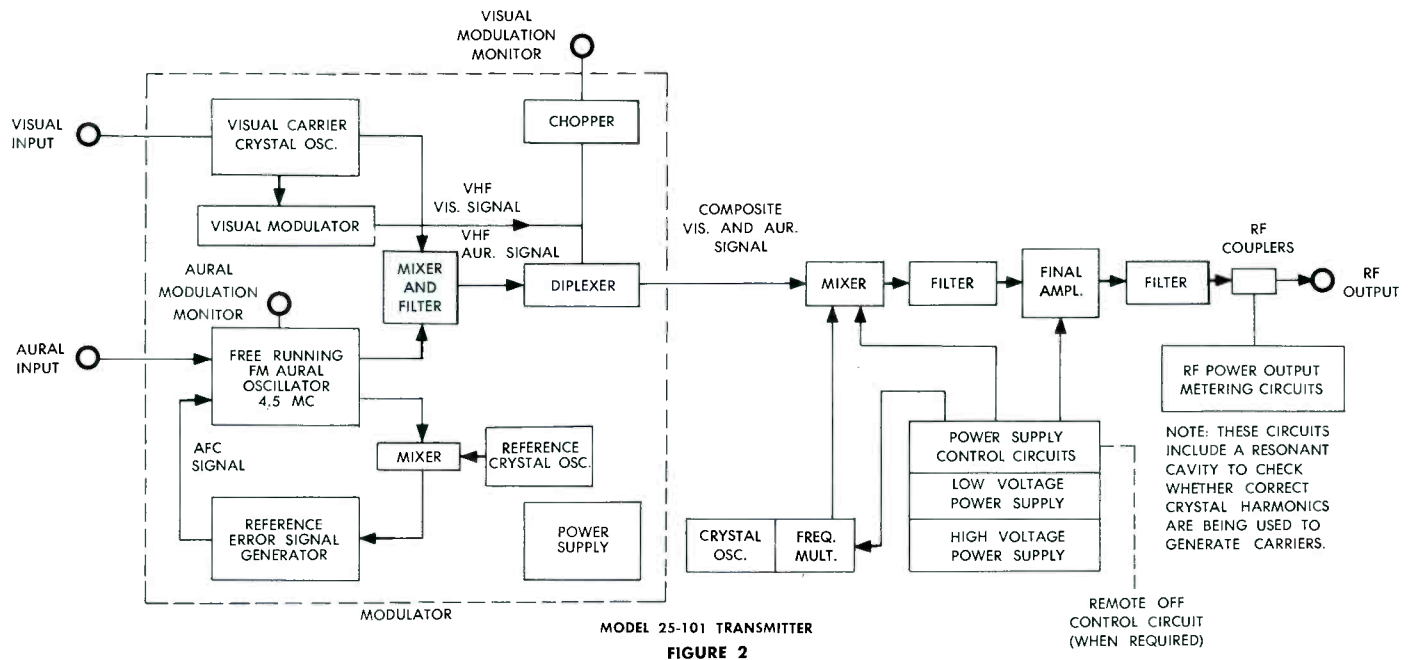 VISUAL
MODULATION
MONITOR
VISUAL
INPUT
VISUAL CARRIER
CRYSTAL OSC.
CHOPPER
VISUAL MODULATOR
VHF
VIS. SIGNAL
VHF
AUR. SIGNAL
COMPOSITE
VIS. AND AUR.
SIGNAL
AURAL
MODULATION
MONITOR
MIXER
AND
FILTER
DIPLEXER
MIXER
FILTER
FINAL
AMPL.
FILTER
RF
COUPLERS
RF
OUTPUT
AURAL
INPUT
FREE RUNNING
FM AURAL
OSCILLATOR
4.5 MC
RF POWER OUTPUT
METERING CIRCUITS
AFC
SIGNAL
MIXER
REFERENCE
CRYSTAL OSC.
REFERENCE
ERROR SIGNAL
GENERATOR
POWER
SUPPLY
CRYSTAL
OSC.
FREQ.
MULT.
POWER SUPPLY
CONTROL CIRCUITS
LOW VOLTAGE
POWER SUPPLY
HIGH VOLTAGE
POWER SUPPLY
NOTE: THESE CIRCUITS
INCLUDE A RESONANT
CAVITY TO CHECK
WHETHER CORRECT
CRYSTAL HARMONICS
ARE BEING USED TO
GENERATE CARRIERS.
MODULATOR
REMOTE OFF
CONTROL CIRCUIT
(WHEN REQUIRED)
MODEL 25-101 TRANSMITTER
FIGURE 2